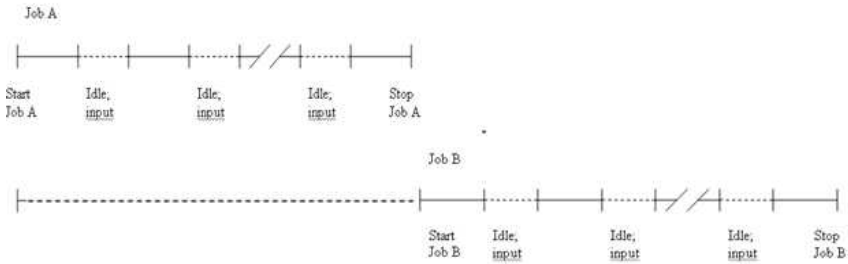 Job A
Start Idle; Idle; Idle; Stop
Job A input input input Job A
Job B
Start Idle; Idle; Idle; Stop
Job B input input input Job B